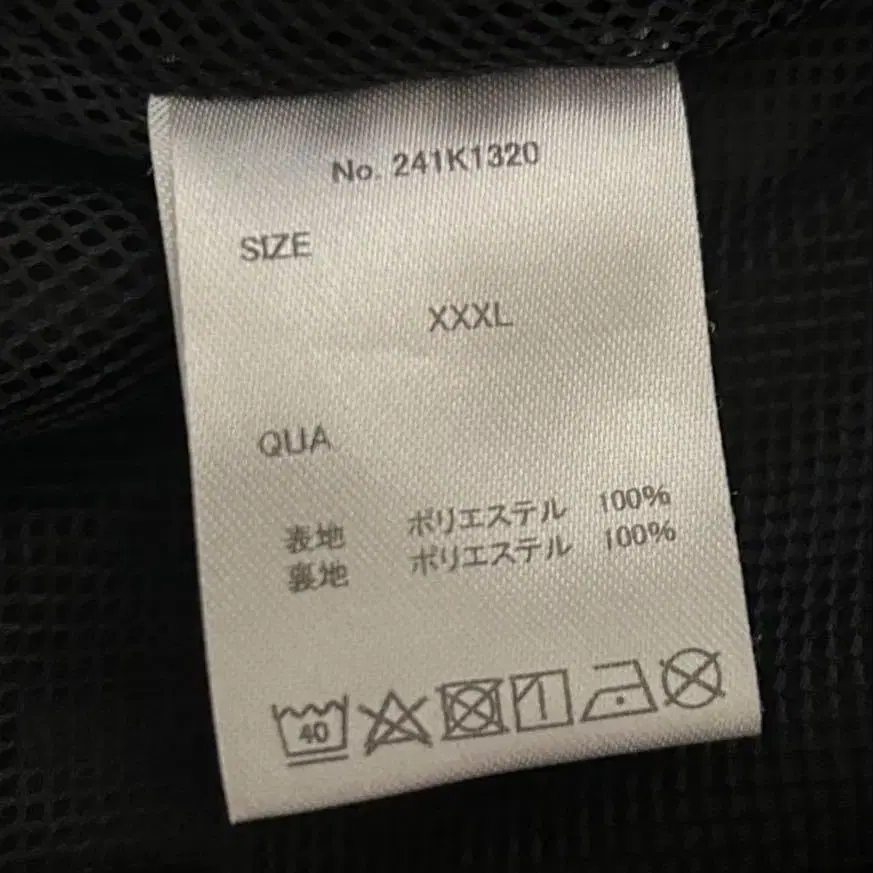 No. 241K1320
SIZE
XXXL
QUA
表地 ポリエステル 100%
裏地 ポリエステル 100%
40